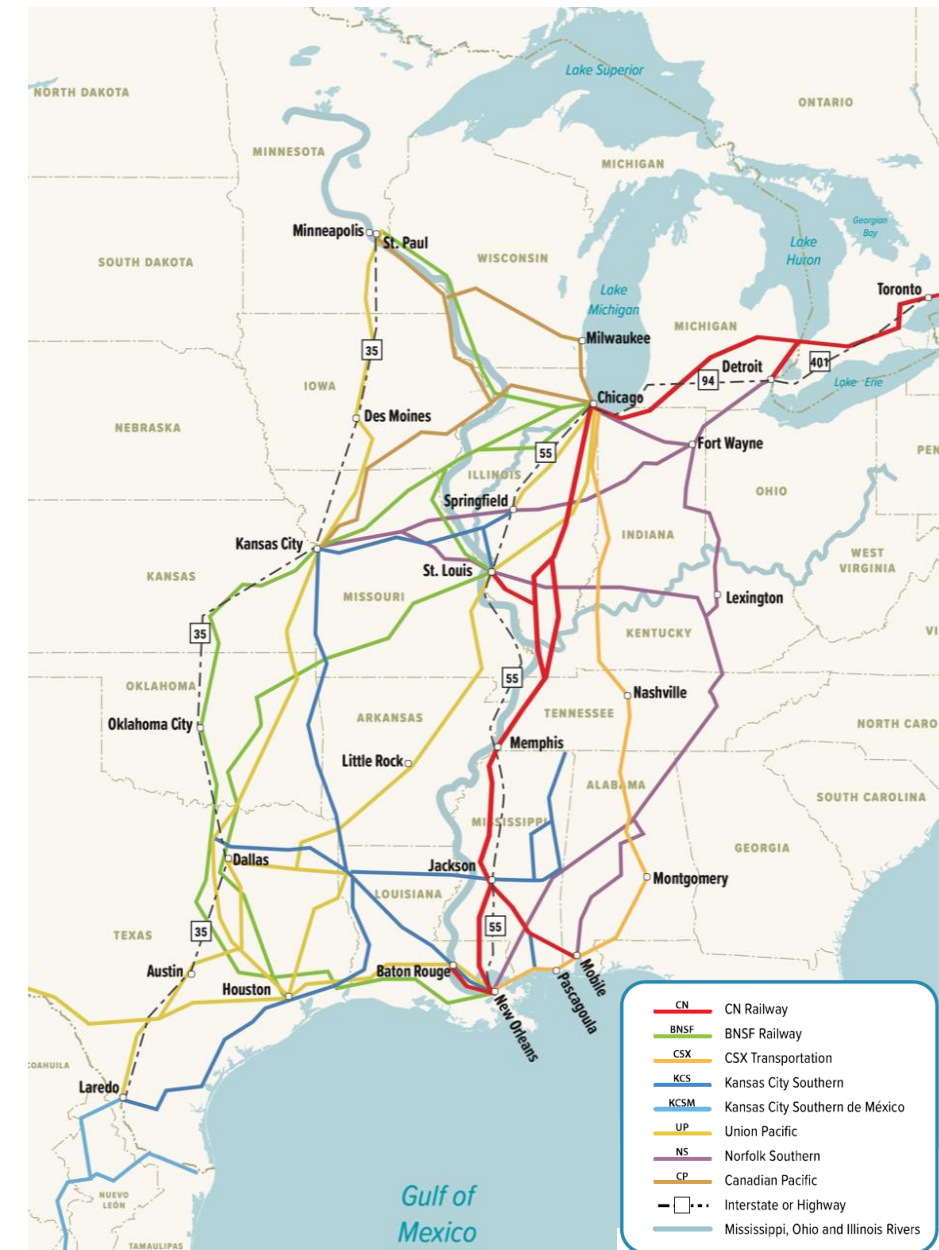 Lake Superior
NORTH DAKOTA
ONTARIO
MINNESOTA
MICHIGAN
Georgian
Bay
Minneapolis
St. Paul
Lake
Huron
SOUTH DAKOTA
WISCONSIN
Lake
Michigan
Toronto
MICHIGAN
Milwaukee
35
401
Detroit
94
Lake Erie
IOWA
Chicago
Des Moines
NEBRASKA
Fort Wayne
PEN
55
ILLINOIS
OHIO
Springfield
INDIANA
Kansas City
WEST
VIRGINIA
St. Louis
KANSAS
MISSOURI
Lexington
35
KENTUCKY
VI
55
OKLAHOMA
Nashville
ARKANSAS
TENNESSEE
Oklahoma City
NORTH CARO
Memphis
Little Rock
ALABAMA
SOUTH CAROLINA
MISSISSIPPI
GEORGIA
Dallas
Jackson
Montgomery
LOUISIANA
55
35
TEXAS
Austin
Baton Rouge
Mobile
Houston
Pascagoula
New Orleans
COAHUILA
Laredo
NUEVO
LEÓN
TAMAULIPAS
Gulf of
Mexico
CN CN Railway
BNSF BNSF Railway
CSX CSX Transportation
KCS Kansas City Southern
KCSM Kansas City Southern de México
UP Union Pacific
NS Norfolk Southern
CP Canadian Pacific
Interstate or Highway
Mississippi, Ohio and Illinois Rivers